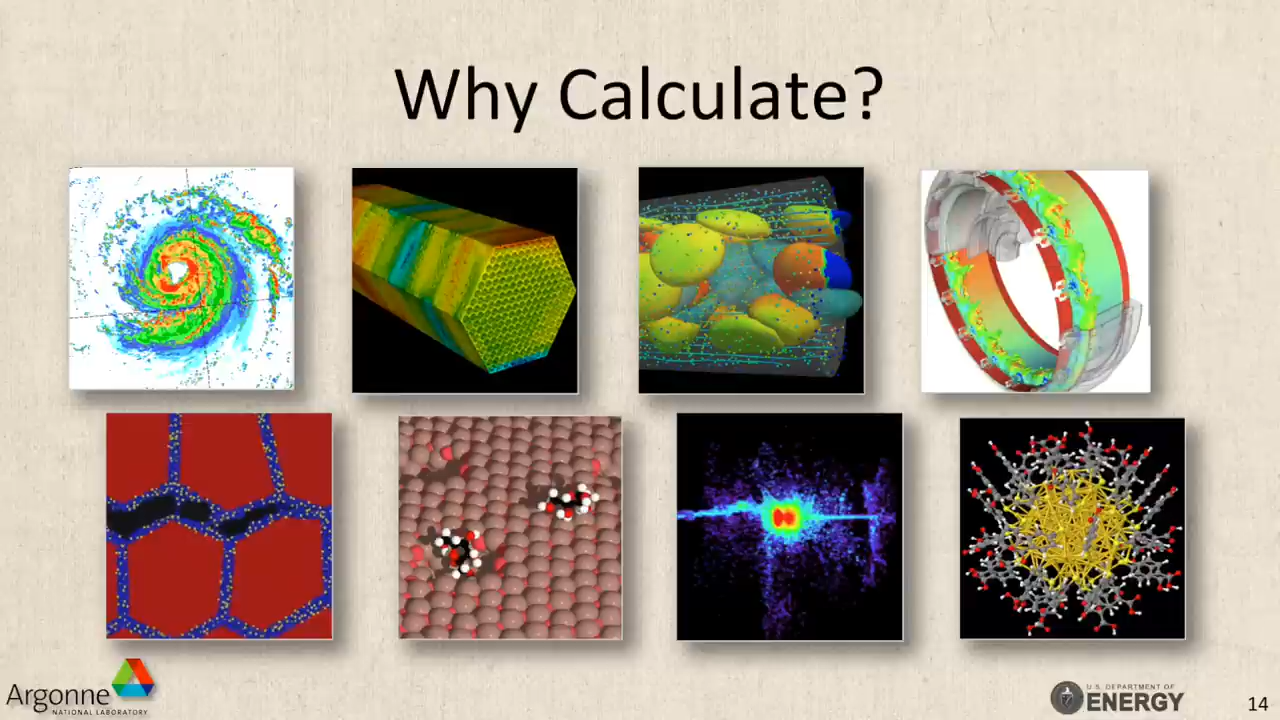 Why Calculate?
Argonne
NATIONAL LABORATORY
U.S. DEPARTMENT OF
ENERGY
14